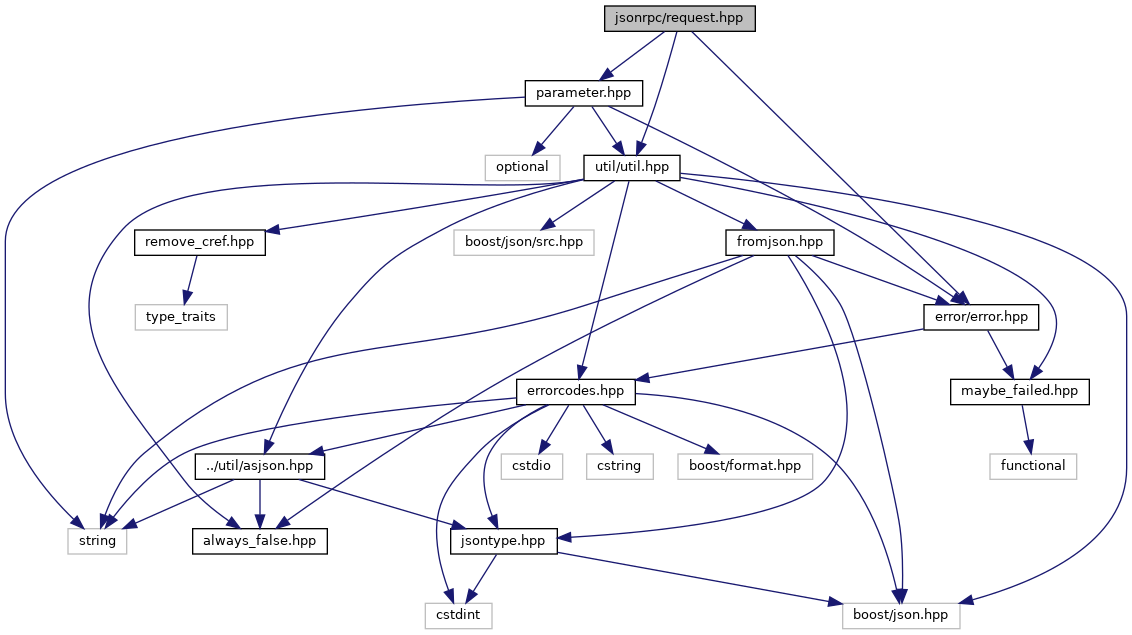 jsonrpc/request.hpp
parameter.hpp
optional
util/util.hpp
remove_cref.hpp
boost/json/src.hpp
fromjson.hpp
type_traits
error/error.hpp
errorcodes.hpp
maybe_failed.hpp
../util/asjson.hpp
cstdio
cstring
boost/format.hpp
functional
string
always_false.hpp
jsontype.hpp
cstdint
boost/json.hpp